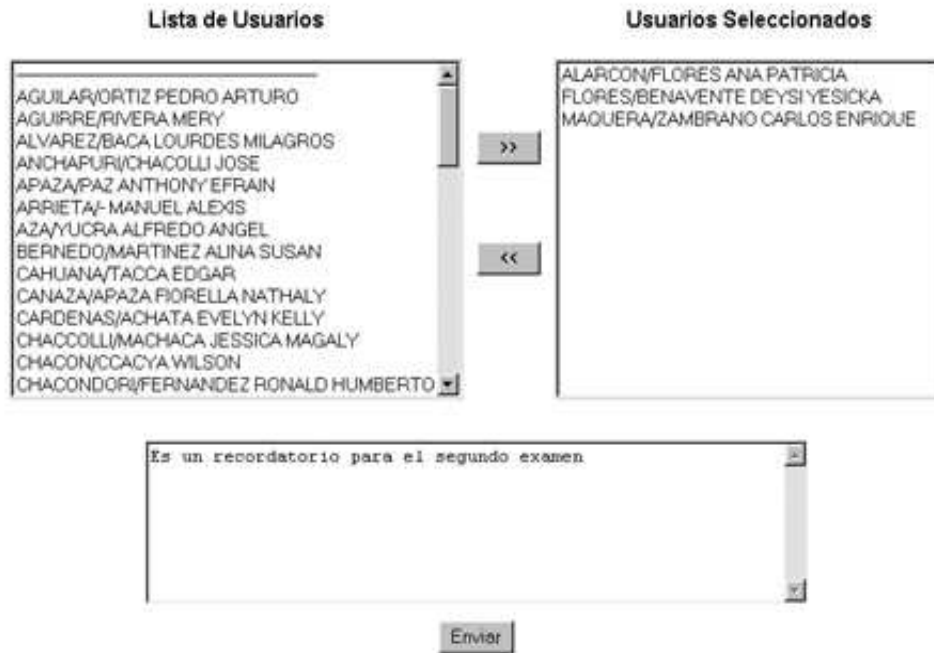 Lista de Usuarios
Usuarios Seleccionados
AGUILAR/ORTIZ PEDRO ARTURO
AGUIRRE/RIVERA MERY
ALVAREZ/BACA LOURDES MILAGROS
ANCHAPURI/CHACOLLI JOSE
APAZA/PAZ ANTHONY EFRAIN
ARRIETA/- MANUEL ALEXIS
AZA/YUCRA ALFREDO ANGEL
BERNEDO/MARTINEZ ALINA SUSAN
CAHUANA/TACCA EDGAR
CANAZA/APAZA FIORELLA NATHALY
CARDENAS/ACHATA EVELYN KELLY
CHACCOLLI/MACHACA JESSICA MAGALY
CHACON/CCACYA WILSON
CHACONDORI/FERNANDEZ RONALD HUMBERTO
>>
<<
ALARCON/FLORES ANA PATRICIA
FLORES/BENAVENTE DEYSI YESICKA
MAQUERA/ZAMBRANO CARLOS ENRIQUE
Es un recordatorio para el segundo examen
Enviar